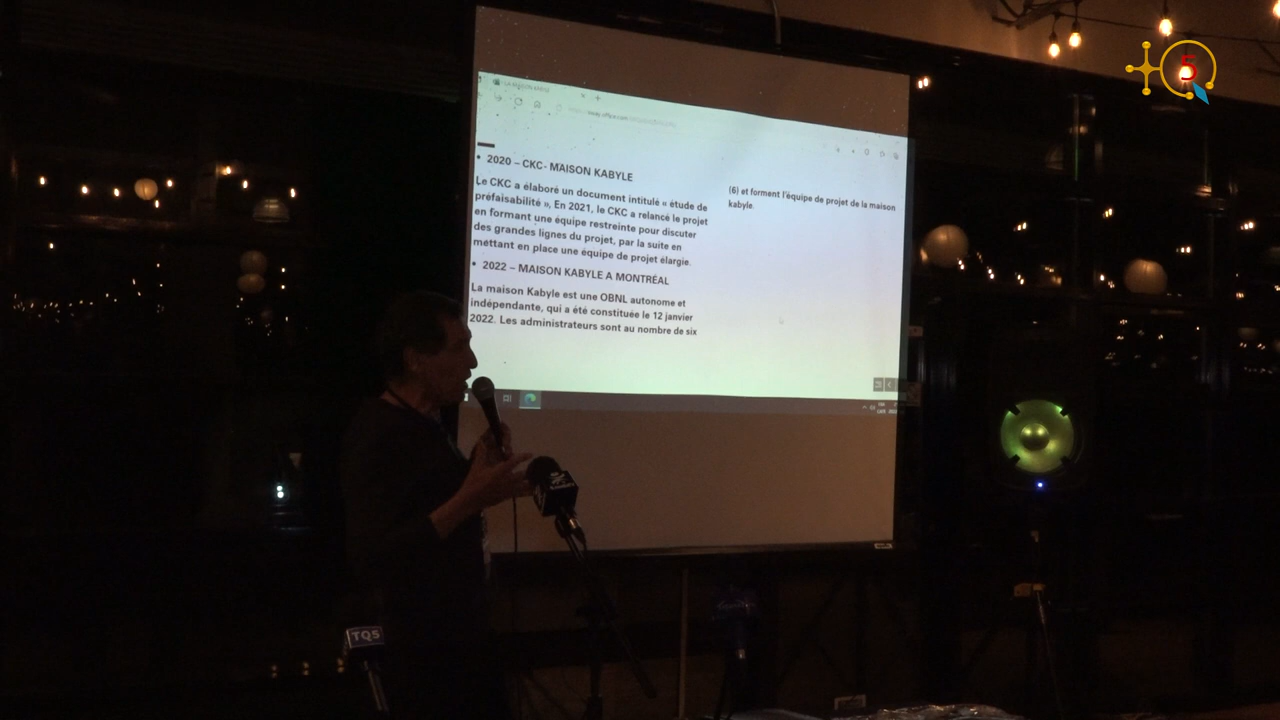 5
• 2020 – CKC- MAISON KABYLE
Le CKC a élaboré un document intitulé « étude de
préfaisabilité », En 2021, le CKC a relancé le projet
en formant une équipe restreinte pour discuter
des grandes lignes du projet, par la suite en
mettant en place une équipe de projet élargie.
• 2022 – MAISON KABYLE A MONTRÉAL
La maison Kabyle est une OBNL autonome et
indépendante, qui a été constituée le 12 janvier
2022. Les administrateurs sont au nombre de six
(6) et forment l'équipe de projet de la maison
kabyle.
TQ5